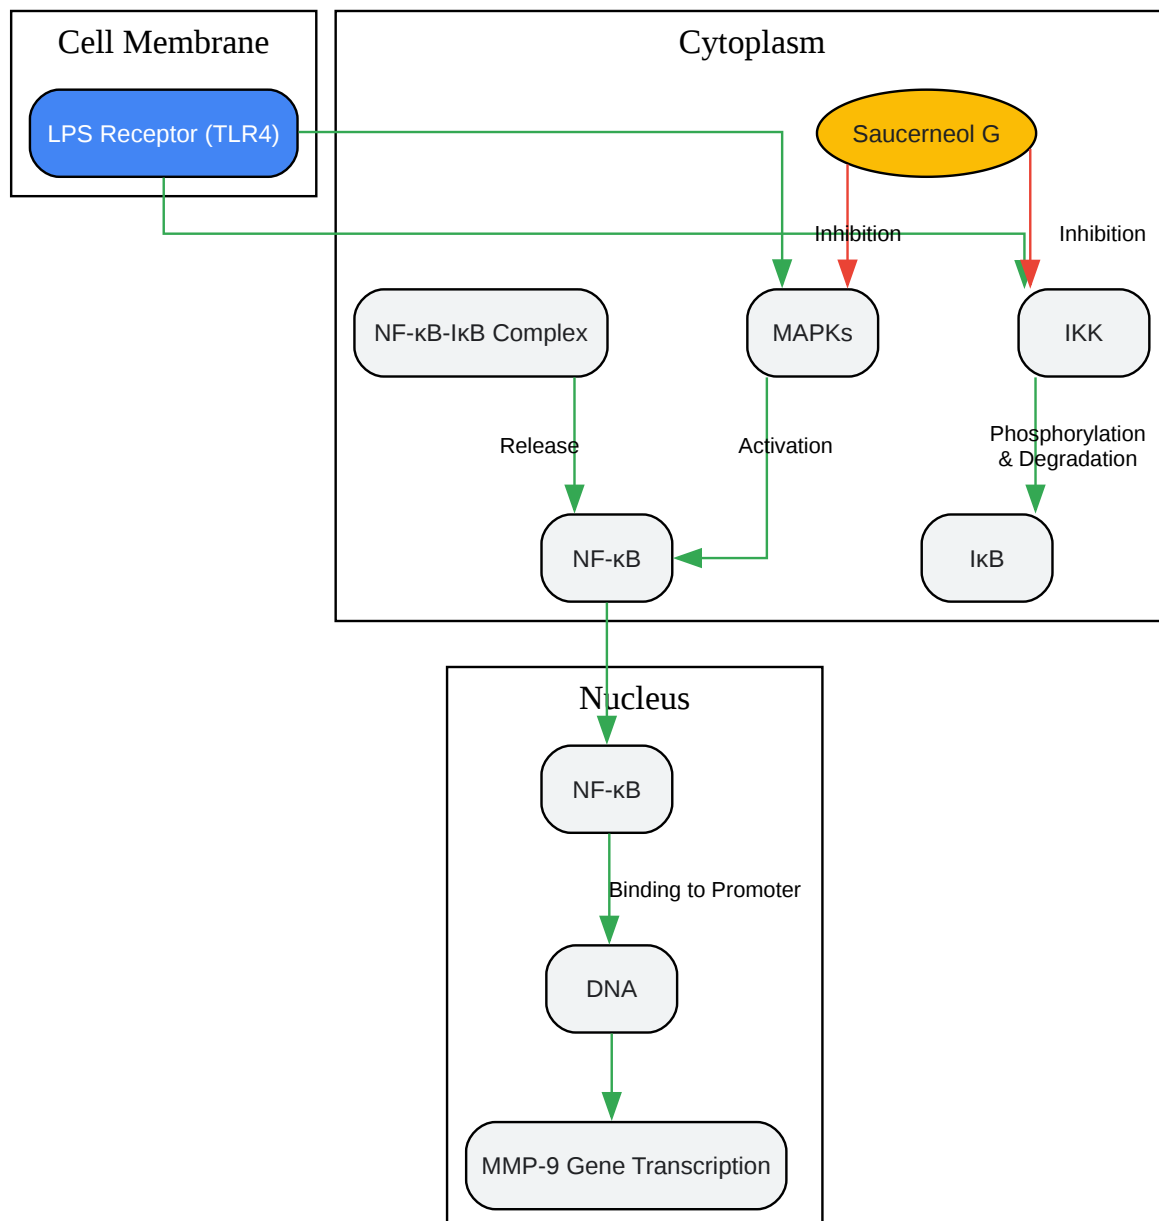 Cell Membrane
Cytoplasm
LPS Receptor (TLR4)
Saucerneol G
Inhibition
Inhibition
NF-κB-IκB Complex
MAPKs
IKK
Release
Activation
Phosphorylation
& Degradation
NF-κB
IκB
Nucleus
NF-κB
Binding to Promoter
DNA
MMP-9 Gene Transcription